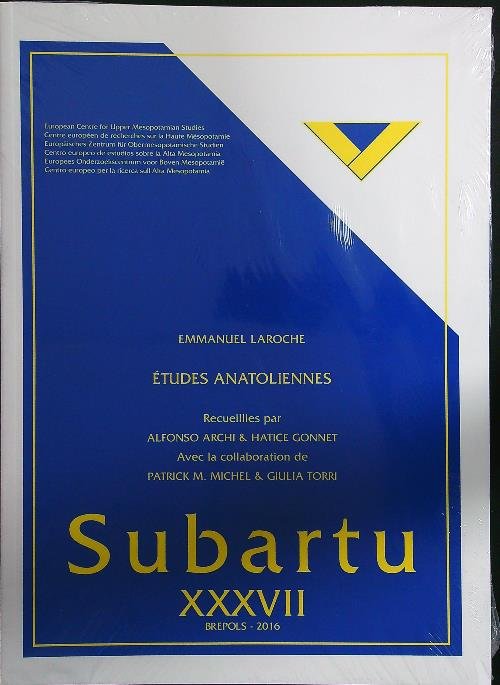 European Centre for Upper Mesopotamian Studies
Centre européen de recherches sur la Haute Mésopotamie
Europäisches Zentrum für Obermesopotamische Studien
Centro europeo de estudios sobre la Alta Mesopotamia
Europees Onderzoekscentrum voor Boven Mesopotamië
Centro europeo per la ricerca sull Alta Mesopotamia
EMMANUEL LAROCHE
ÉTUDES ANATOLIENNES
Recueillies par
ALFONSO ARCHI & HATICE GONNET
Avec la collaboration de
PATRICK M. MICHEL & GIULIA TORRI
Subartu
XXXVII
BREPOLS - 2016